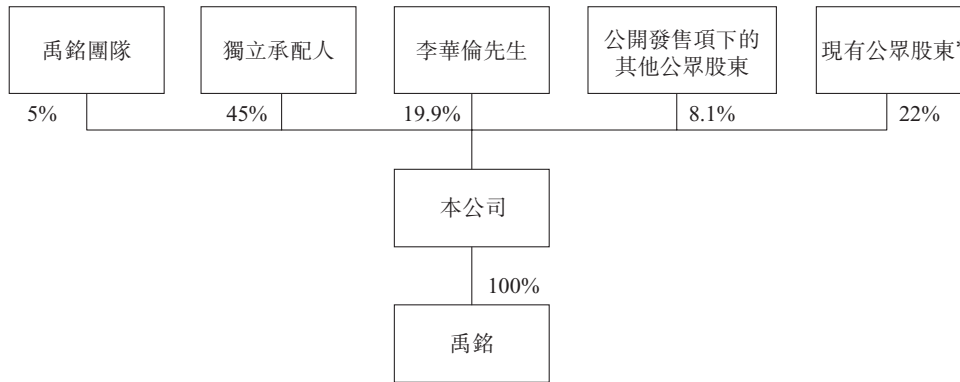 禹銘團隊
獨立承配人
李華倫先生
公開發售項下的
其他公眾股東
現有公眾股東*
5%
45%
19.9%
8.1%
22%
本公司
100%
禹銘